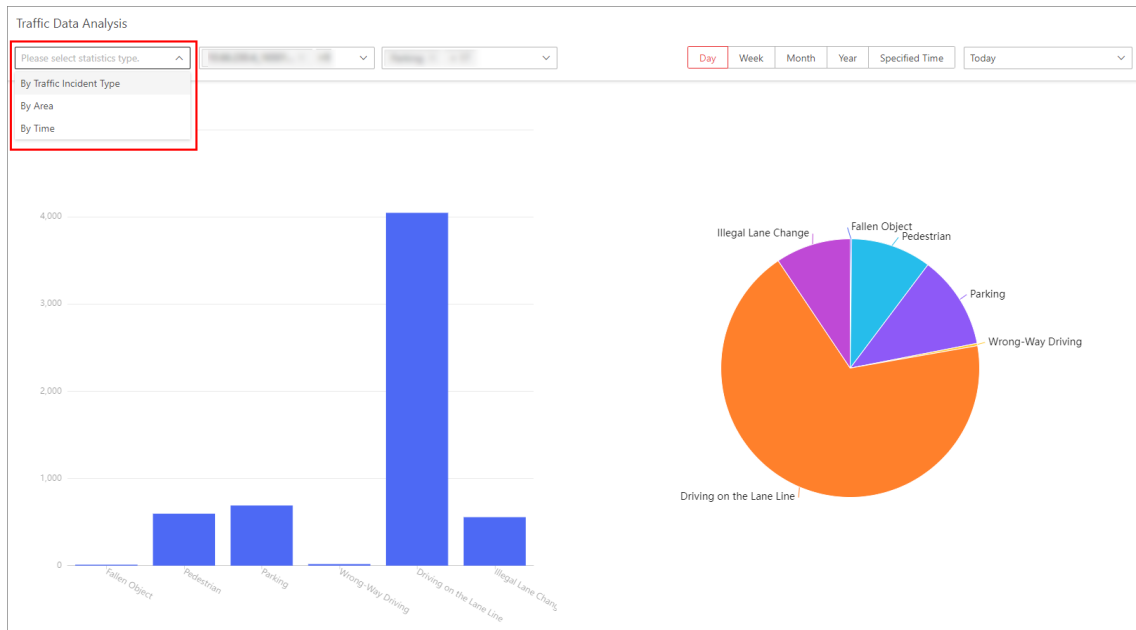 Traffic Data Analysis
Please select statistics type.
Day Week Month Year Specified Time Today
By Traffic Incident Type
By Area
By Time
4,000
3,000
2,000
1,000
0
Fallen Object
Pedestrian
Parking
Wrong-Way Driving
Driving on the Lane Line
Illegal Lane Chang
Illegal Lane Change
Fallen Object
Pedestrian
Parking
Wrong-Way Driving
Driving on the Lane Line